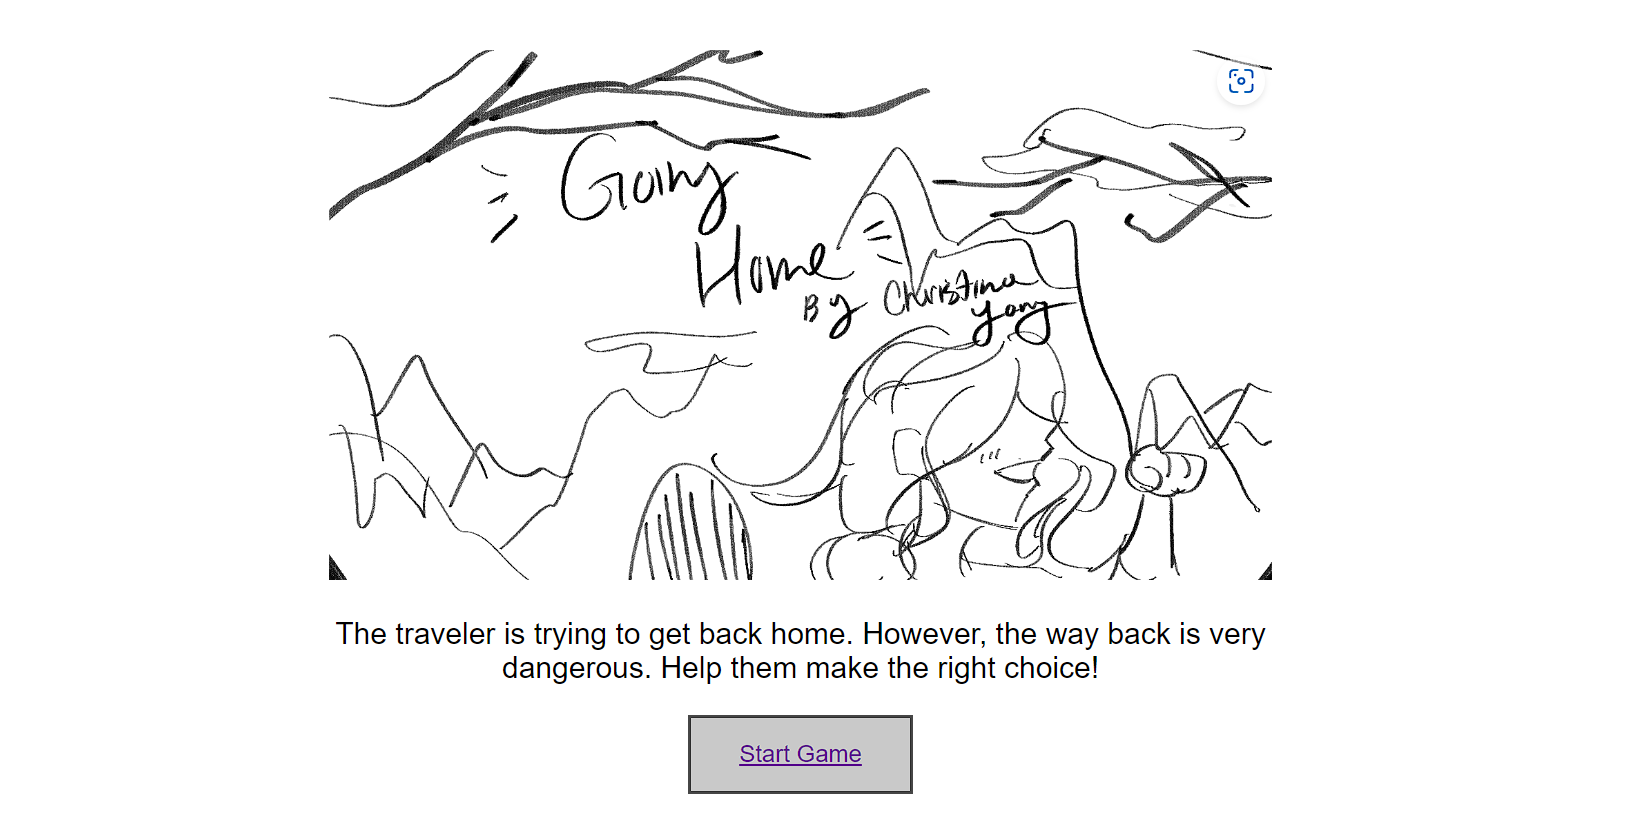 Going
Home
By Christina
Yang
The traveler is trying to get back home. However, the way back is very
dangerous. Help them make the right choice!
Start Game